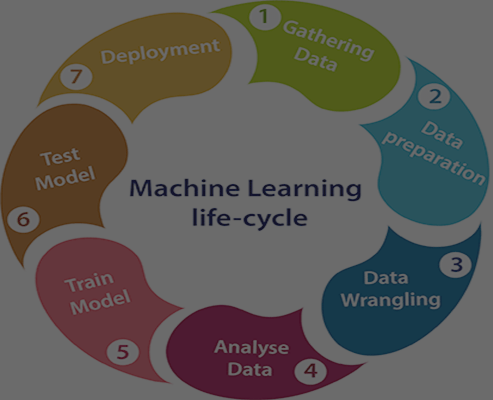 Machine Learning
life-cycle
1
Gathering
Data
2
Data
preparation
3
Data
Wrangling
4
Analyse
Data
5
Train
Model
6
Test
Model
7
Deployment